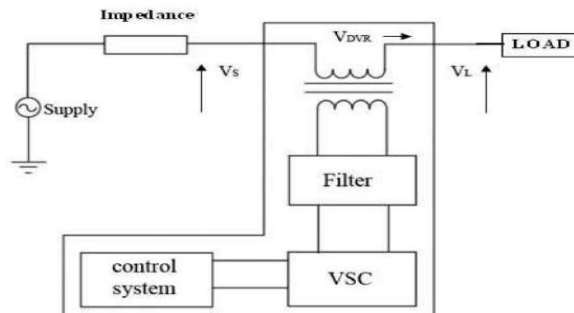 Impedance
VDVR
LOAD
VS
VL
Supply
Filter
control
system
VSC